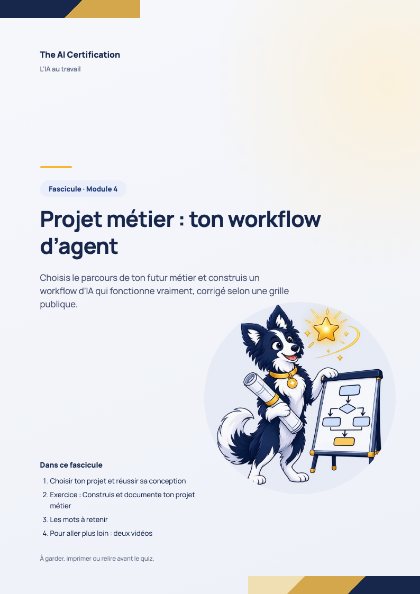 The AI Certification
L'IA au travail
Fascicule · Module 4
Projet métier : ton workflow
d'agent
Choisis le parcours de ton futur métier et construis un
workflow d'IA qui fonctionne vraiment, corrigé selon une grille
publique.
Dans ce fascicule
1. Choisir ton projet et réussir sa conception
2. Exercice : Construis et documente ton projet
métier
3. Les mots à retenir
4. Pour aller plus loin : deux vidéos
À garder, imprimer ou relire avant le quiz.